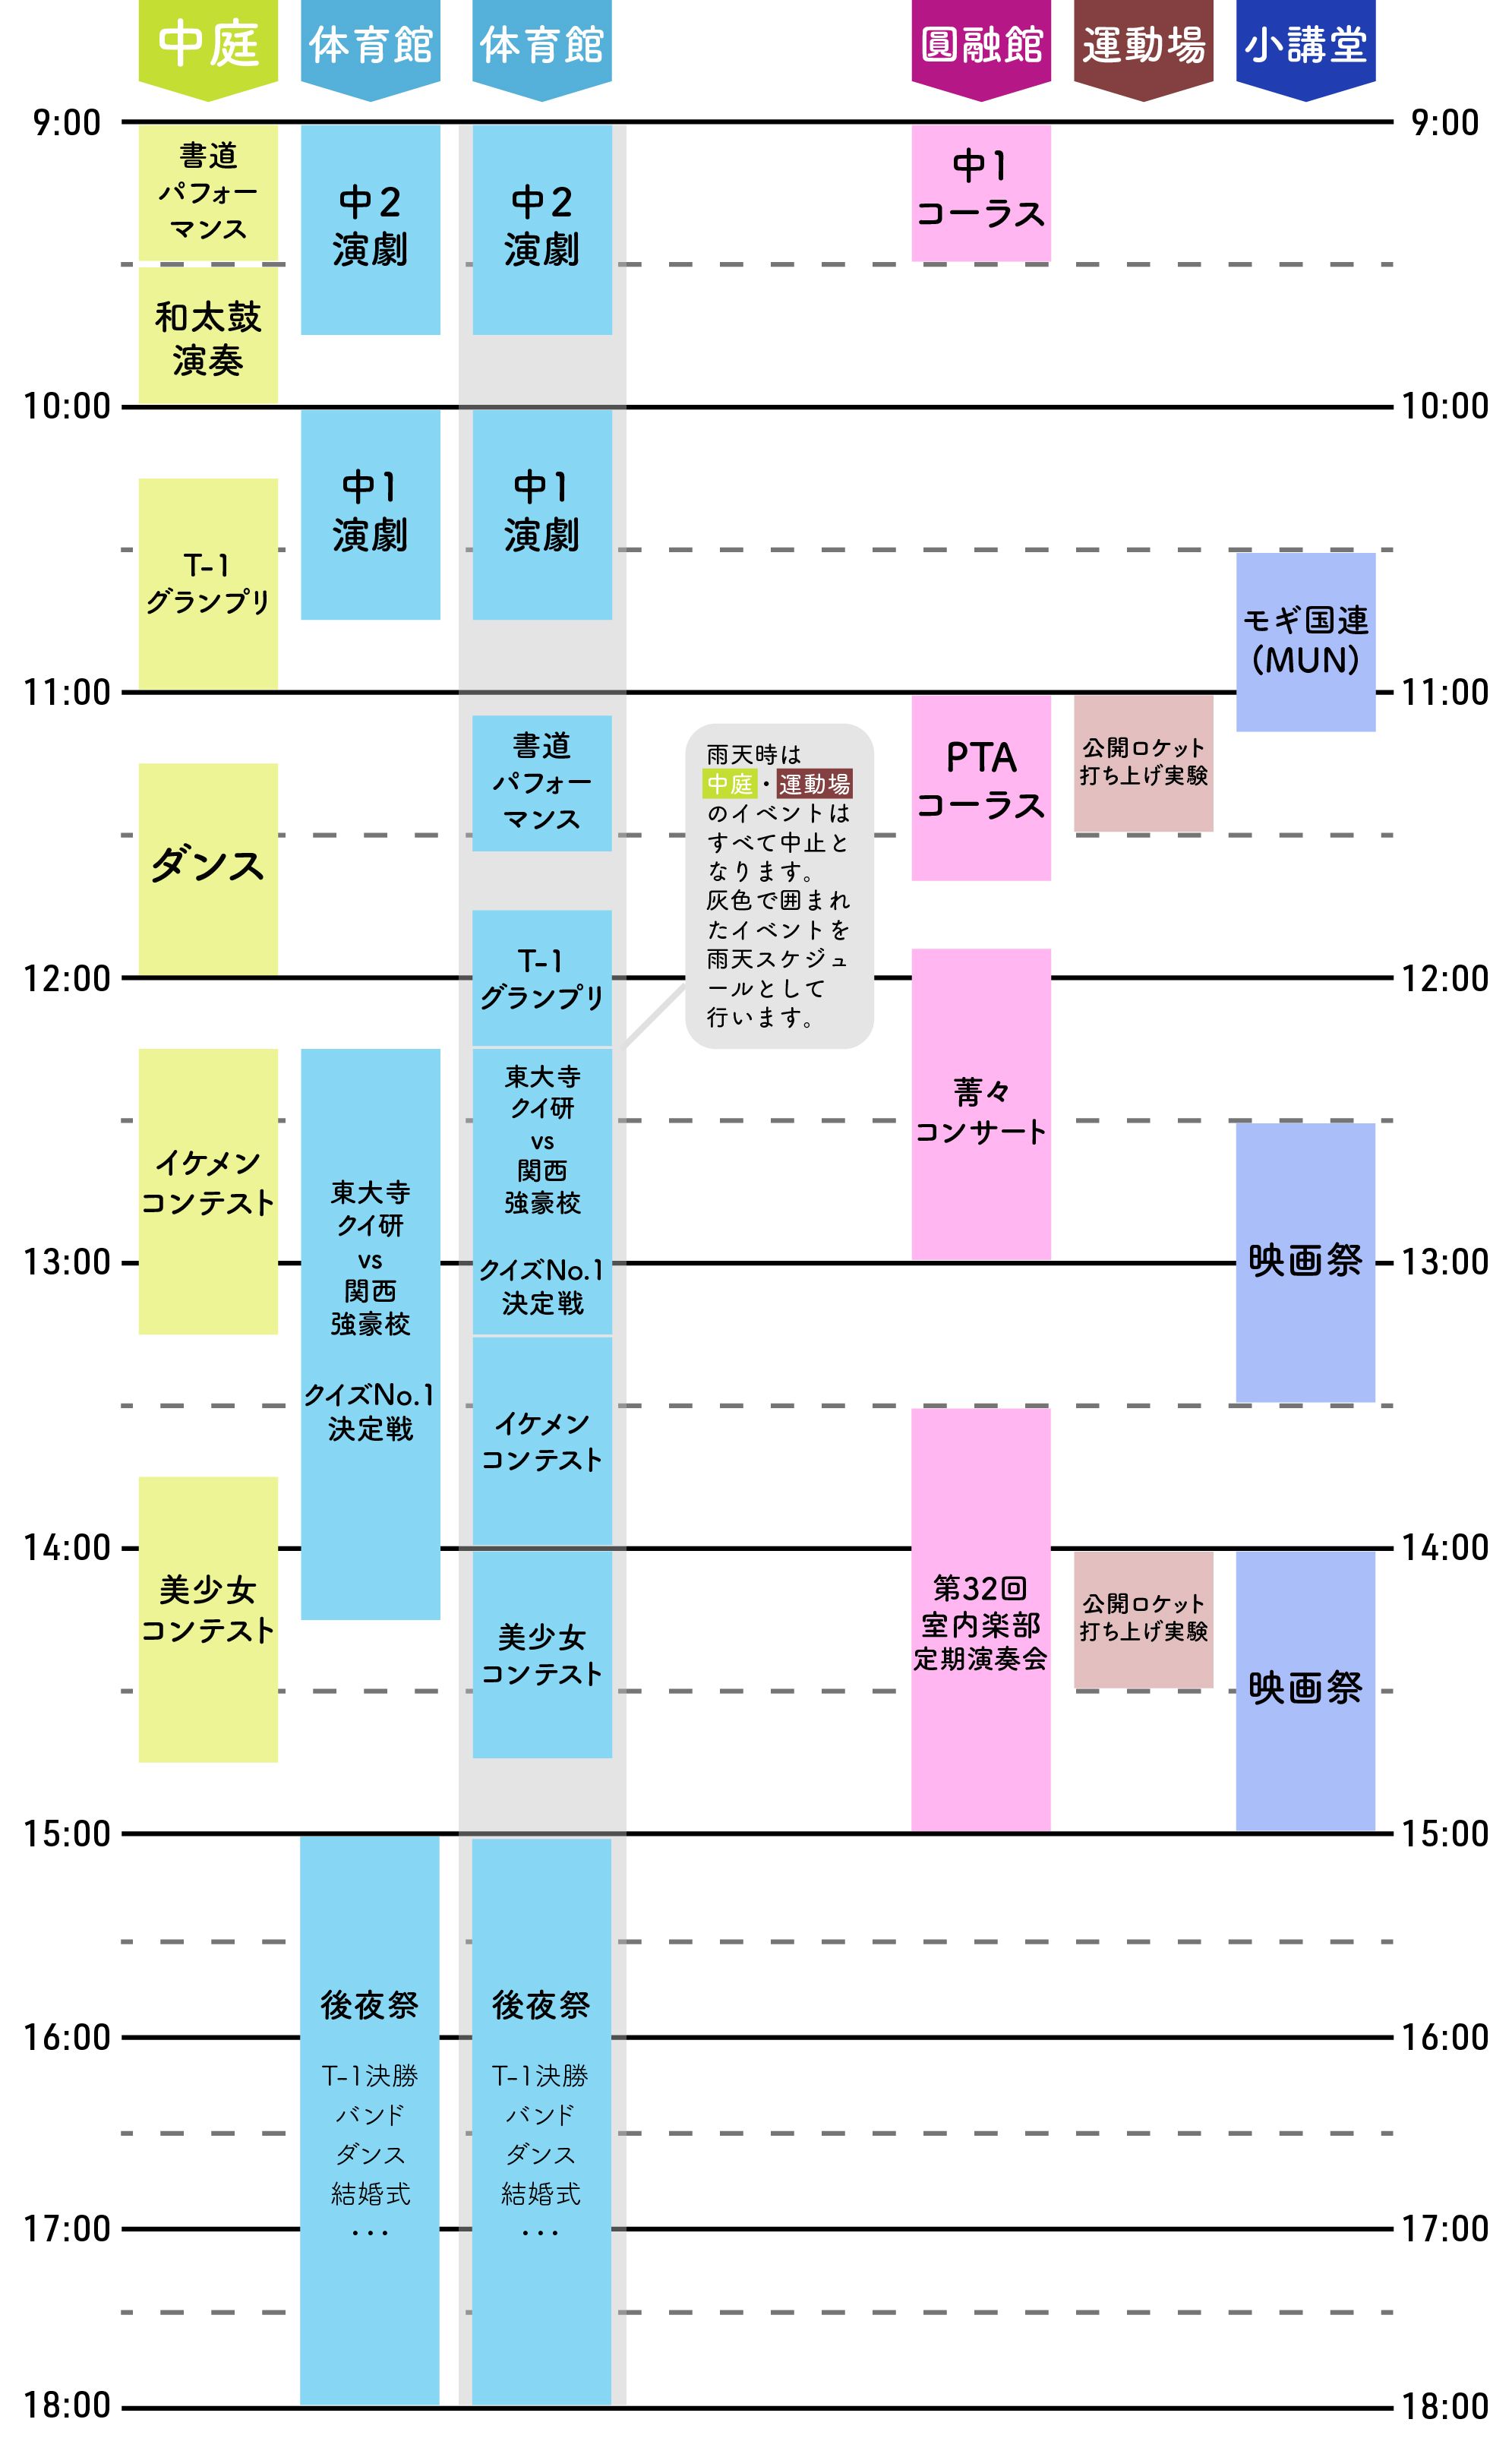 中庭
体育館
体育館
圓融館
運動場
小講堂
9:00
9:00
書道
パフォー
マンス
中2
演劇
中2
演劇
中1
コーラス
和太鼓
演奏
10:00
10:00
T-1
グランプリ
中1
演劇
中1
演劇
モギ国連
(MUN)
11:00
11:00
ダンス
書道
パフォー
マンス
雨天時は
中庭・運動場
のイベントは
すべて中止と
なります。
灰色で囲まれ
たイベントを
雨天スケジュ
ールとして
行います。
PTA
コーラス
公開ロケット
打ち上げ実験
T-1
グランプリ
12:00
12:00
イケメン
コンテスト
東大寺
クイ研
vs
関西
強豪校
クイズNo.1
決定戦
東大寺
クイ研
vs
関西
強豪校
クイズNo.1
決定戦
菁々
コンサート
映画祭
13:00
13:00
イケメン
コンテスト
美少女
コンテスト
14:00
14:00
美少女
コンテスト
第32回
室内楽部
定期演奏会
公開ロケット
打ち上げ実験
映画祭
15:00
15:00
後夜祭
T-1決勝
バンド
ダンス
結婚式
・・・
後夜祭
T-1決勝
バンド
ダンス
結婚式
・・・
16:00
16:00
17:00
17:00
18:00
18:00